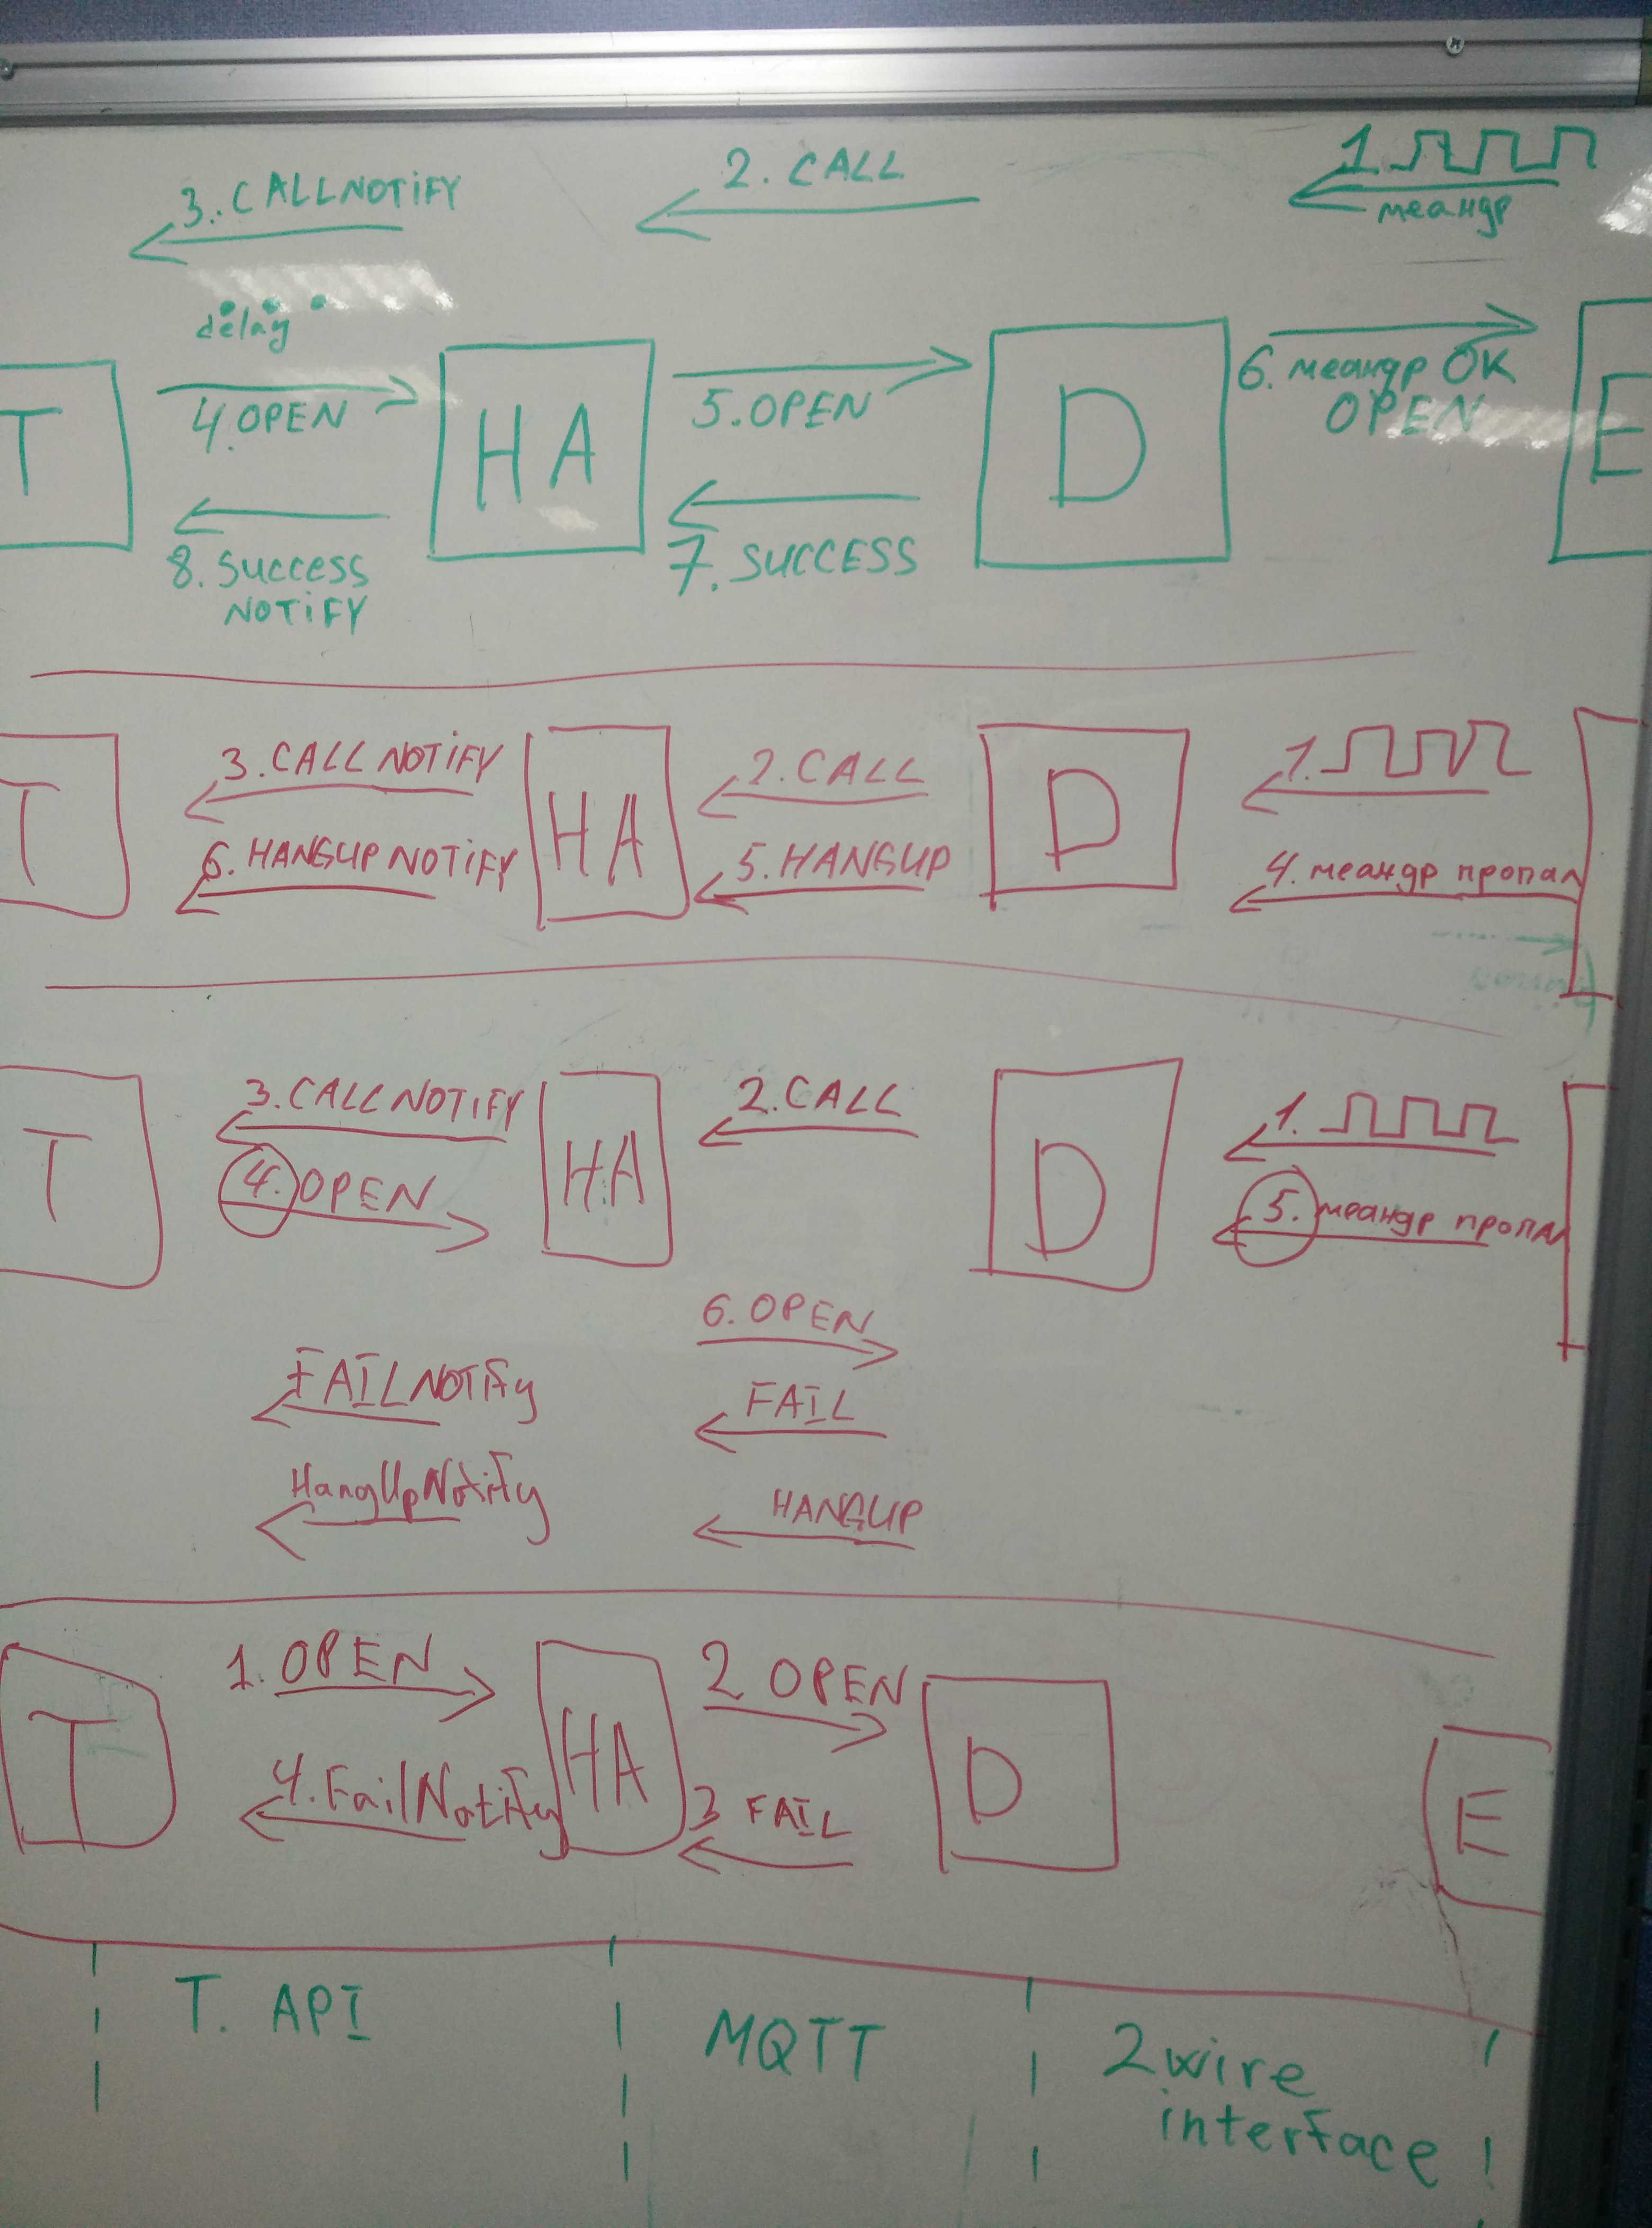 1.
меандр
2. CALL
3. CALLNOTIFY
delay
T
4. OPEN
HA
5. OPEN
D
6. меандр OK
OPEN
E
7. SUCCESS
8. SUCCESS
NOTIFY
T
3. CALL NOTIFY
HA
2. CALL
D
1.
6. HANGUP NOTIFY
5. HANGUP
4. меандр пропал
T
3. CALL NOTIFY
HA
2. CALL
D
1.
4. OPEN
5. меандр пропал
6. OPEN
FAILNOTIFY
FAIL
HangUpNotify
HANGUP
T
1. OPEN
HA
2 OPEN
D
E
4. FailNotify
3 FAIL
T. API
MQTT
2wire
interface